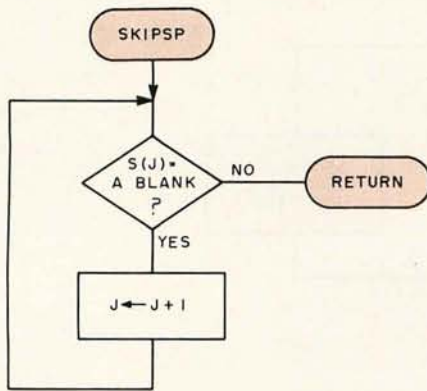 SKIPSP
S(J)=
A BLANK
?
NO
RETURN
YES
J←J+1